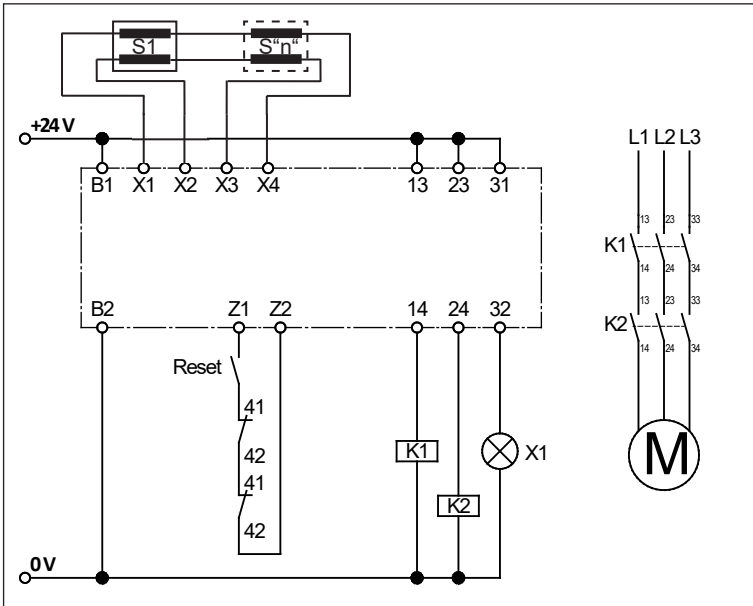 S1 S"n"
+24V
B1 X1 X2 X3 X4 13 23 31
B2 Z1 Z2 14 24 32
Reset
41
42
41
42
K1
K2
X1
0V
L1 L2 L3
13 23 33
K1
14 24 34
13 23 33
K2
14 24 34
M